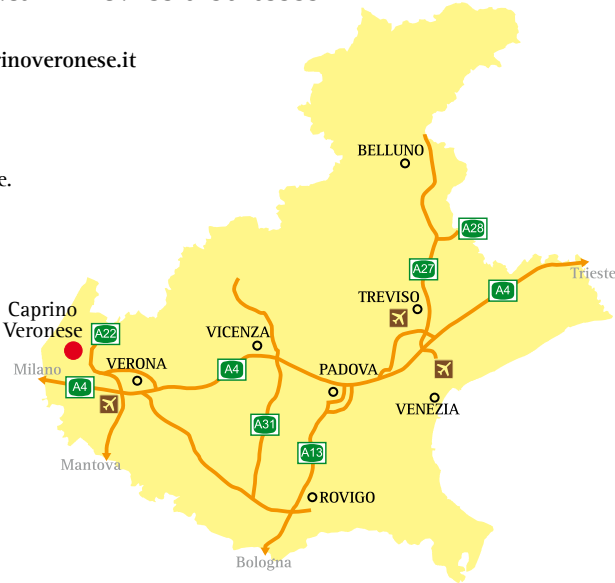 rinoveronese.it
e.
BELLUNO
A28
A27
Trieste
A4
TREVISO
Caprino
Veronese
A22
VICENZA
Milano
VERONA
A4
PADOVA
A4
VENEZIA
A31
A13
Mantova
ROVIGO
Bologna